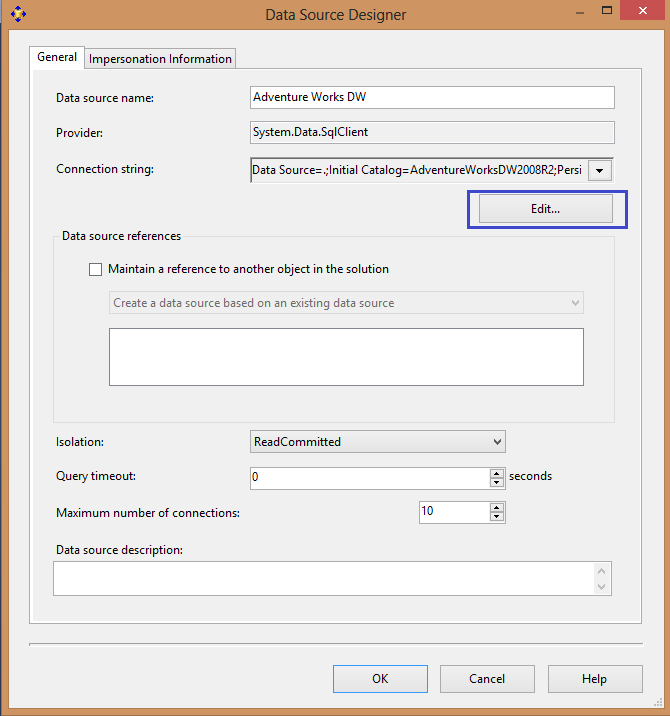 Data Source Designer
General
Impersonation Information
Data source name:
Adventure Works DW
Provider:
System.Data.SqlClient
Connection string:
Data Source=.;Initial Catalog=AdventureWorksDW2008R2;Persi
Edit...
Data source references
Maintain a reference to another object in the solution
Create a data source based on an existing data source
Isolation:
ReadCommitted
Query timeout:
0
seconds
Maximum number of connections:
10
Data source description:
OK
Cancel
Help